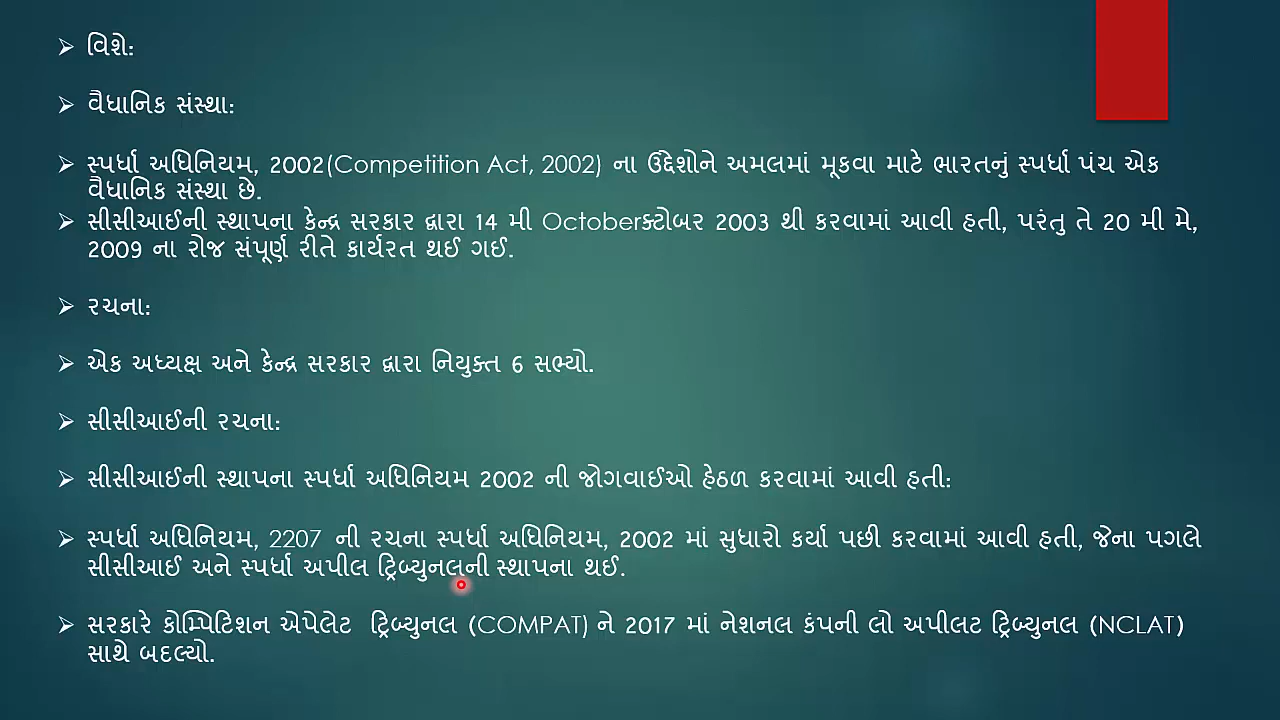 વિશે:
વૈધાનિક સંસ્થા:
સ્પર્ધા અધિનિયમ, 2002(Competition Act, 2002) ના ઉદ્દેશોને અમલમાં મૂકવા માટે ભારતનું સ્પર્ધા પંચ એક
વૈધાનિક સંસ્થા છે.
સીસીઆઈની સ્થાપના કેન્દ્ર સરકાર દ્વારા 14 મી Octoberક્ટોબર 2003 થી કરવામાં આવી હતી, પરંતુ તે 20 મી મે,
2009 ના રોજ સંપૂર્ણ રીતે કાર્યરત થઈ ગઈ.
રચના:
એક અધ્યક્ષ અને કેન્દ્ર સરકાર દ્વારા નિયુક્ત 6 સભ્યો.
સીસીઆઈની રચના:
સીસીઆઈની સ્થાપના સ્પર્ધા અધિનિયમ 2002 ની જોગવાઈઓ હેઠળ કરવામાં આવી હતી:
સ્પર્ધા અધિનિયમ, 2207 ની રચના સ્પર્ધા અધિનિયમ, 2002 માં સુધારો કર્યા પછી કરવામાં આવી હતી, જેના પગલે
સીસીઆઈ અને સ્પર્ધા અપીલ ટ્રિબ્યુનલની સ્થાપના થઈ.
સરકારે કોમ્પિટિશન એપેલેટ ટ્રિબ્યુનલ (COMPAT) ને 2017 માં નેશનલ કંપની લો અપીલટ ટ્રિબ્યુનલ (NCLAT)
સાથે બદલ્યો.